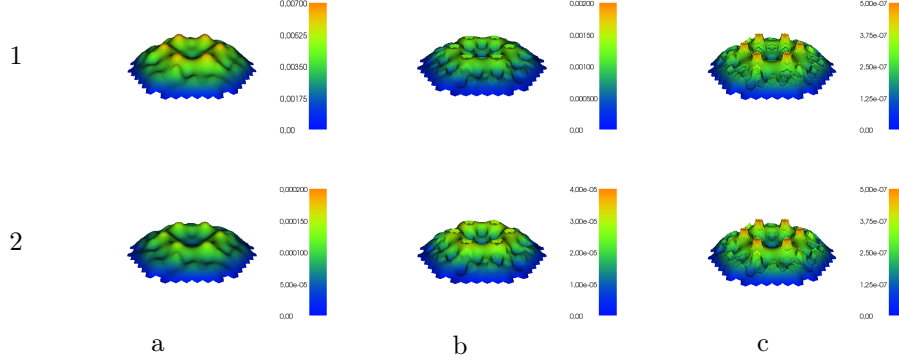 0.00700 0.00200 5.00e-07
0.00525 0.00150 3.75e-07
1
0.00350 0.00100 2.50e-07
0.00175 0.000500 1.25e-07
0.00 0.00 0.00
0.000200 4.00e-05 5.00e-07
0.000150 3.00e-05 3.75e-07
2
0.000100 2.00e-05 2.50e-07
5.00e-05 1.00e-05 1.25e-07
0.00 0.00 0.00
a b c